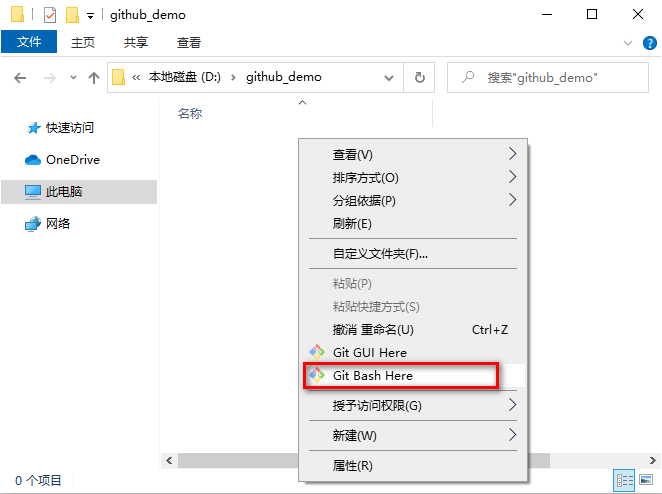 github_demo
文件 主页 共享 查看
« 本地磁盘 (D:) > github_demo
搜索"github_demo"
名称
快速访问
OneDrive
此电脑
网络
查看(V)
排序方式(O)
分组依据(P)
刷新(E)
自定义文件夹(F)...
粘贴(P)
粘贴快捷方式(S)
撤消 重命名(U) Ctrl+Z
Git GUI Here
Git Bash Here
授予访问权限(G)
新建(W)
属性(R)
0 个项目